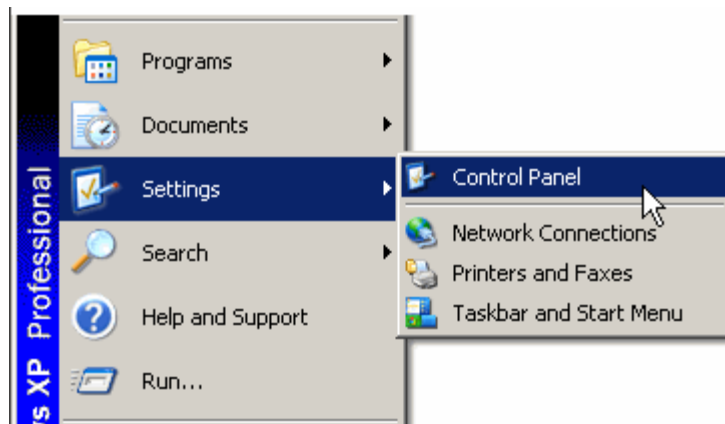 Programs
Documents
Settings
Search
Help and Support
Run...
Control Panel
Network Connections
Printers and Faxes
Taskbar and Start Menu
XP Professional